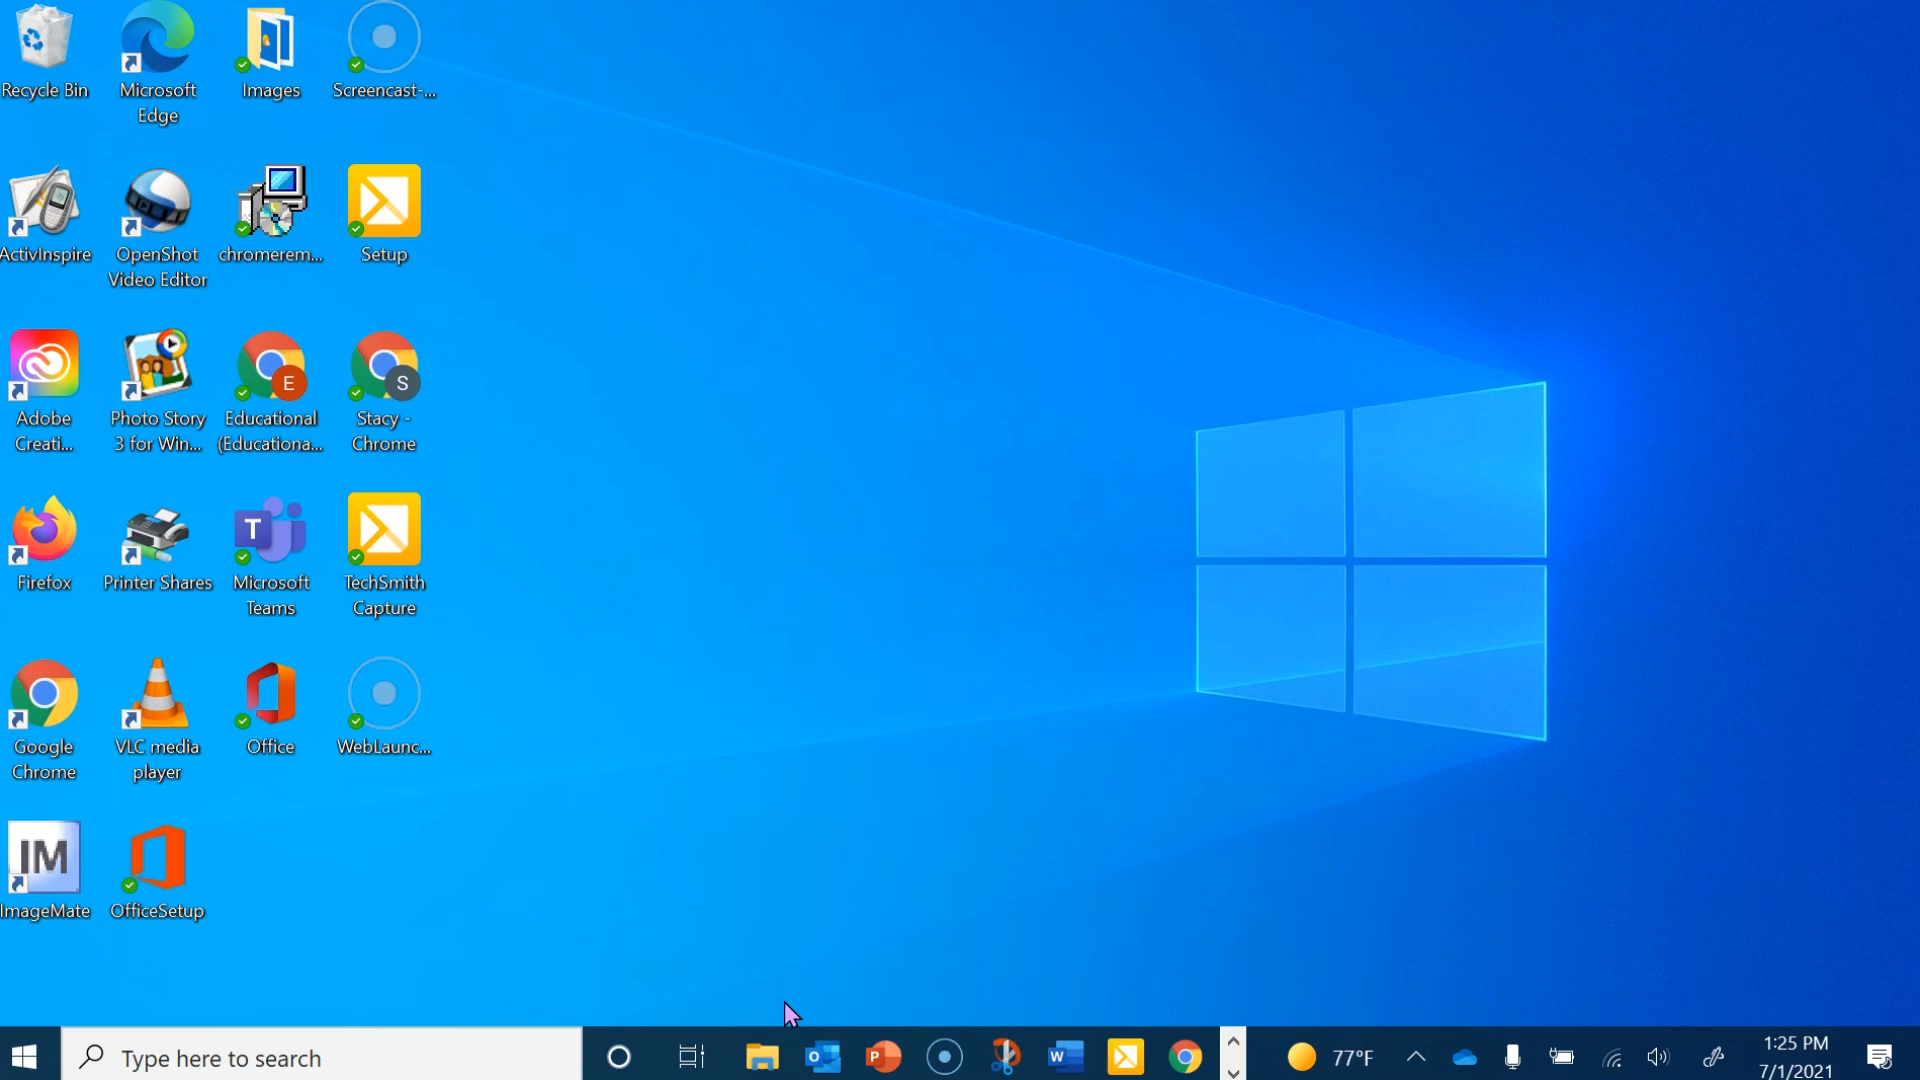 Recycle Bin
Microsoft
Edge
Images
Screencast-...
ActivInspire
OpenShot
Video Editor
chromerem...
Setup
Adobe
Creati...
Photo Story
3 for Win...
E
Educational
(Educationa...
S
Stacy -
Chrome
Firefox
Printer Shares
T
Microsoft
Teams
TechSmith
Capture
Google
Chrome
VLC media
player
Office
WebLaunc...
IM
ImageMate
OfficeSetup
Type here to search
O
P
W
77°F
1:25 PM
7/1/2021